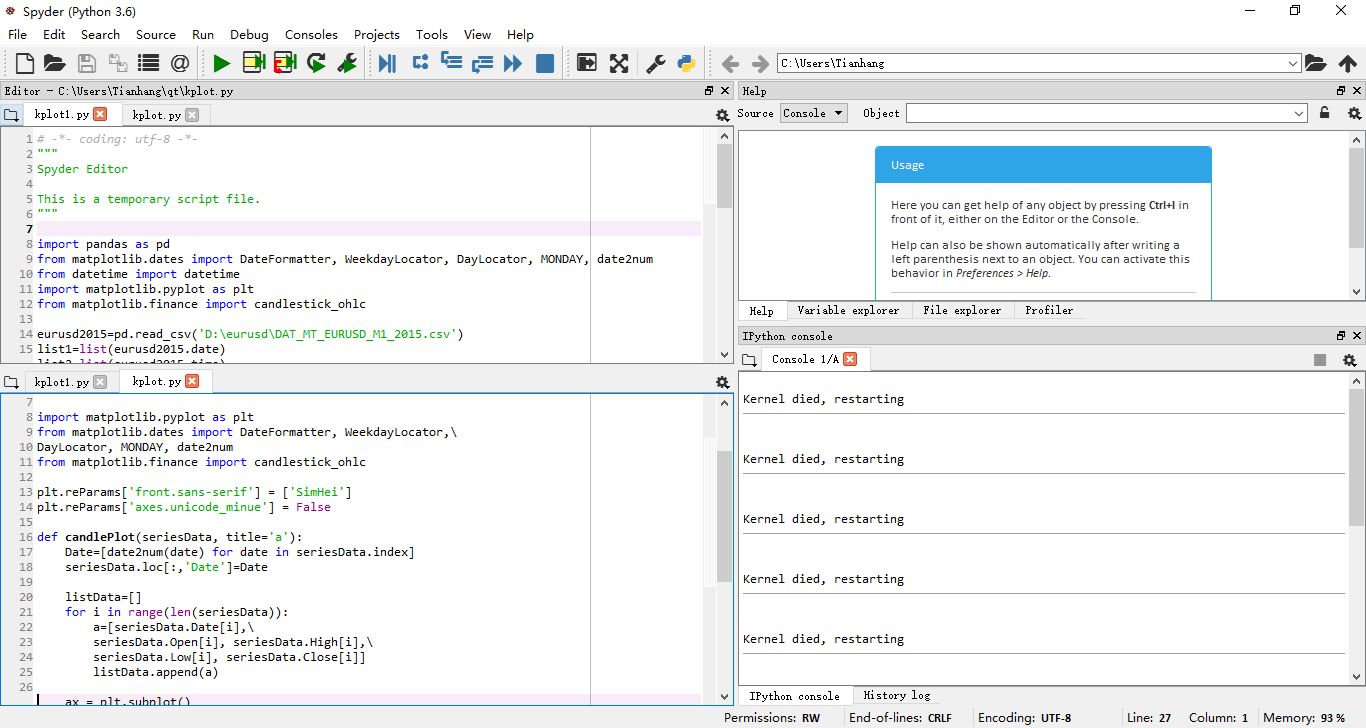 Spyder (Python 3.6)
File Edit Search Source Run Debug Consoles Projects Tools View Help
C:\Users\Tianhang
Editor - C:\Users\Tianhang\qt\kplot.py
kplot1.py kplot.py
1 # -*- coding: utf-8 -*-
2 """
3 Spyder Editor
4
5 This is a temporary script file.
6 """
7
8 import pandas as pd
9 from matplotlib.dates import DateFormatter, WeekdayLocator, DayLocator, MONDAY, date2num
10 from datetime import datetime
11 import matplotlib.pyplot as plt
12 from matplotlib.finance import candlestick_ohlc
13
14 eurusd2015=pd.read_csv('D:\eurusd\DAT_MT_EURUSD_M1_2015.csv')
15 list1=list(eurusd2015.date)
list2=list(eurusd2015.time)
kplot1.py kplot.py
7
8 import matplotlib.pyplot as plt
9 from matplotlib.dates import DateFormatter, WeekdayLocator,\
10 DayLocator, MONDAY, date2num
11 from matplotlib.finance import candlestick_ohlc
12
13 plt.reParams['front.sans-serif'] = ['SimHei']
14 plt.reParams['axes.unicode_minue'] = False
15
16 def candlePlot(seriesData, title='a'):
17 Date=[date2num(date) for date in seriesData.index]
18 seriesData.loc[:,'Date']=Date
19
20 listData=[]
21 for i in range(len(seriesData)):
22 a=[seriesData.Date[i],\
23 seriesData.Open[i], seriesData.High[i],\
24 seriesData.Low[i], seriesData.Close[i]]
25 listData.append(a)
26
ax = plt.subplot()
Help
Source Console Object
Usage
Here you can get help of any object by pressing Ctrl+I in
front of it, either on the Editor or the Console.
Help can also be shown automatically after writing a
left parenthesis next to an object. You can activate this
behavior in Preferences > Help.
Help Variable explorer File explorer Profiler
IPython console
Console 1/A
Kernel died, restarting
Kernel died, restarting
Kernel died, restarting
Kernel died, restarting
Kernel died, restarting
IPython console History log
Permissions: RW End-of-lines: CRLF Encoding: UTF-8 Line: 27 Column: 1 Memory: 93 %